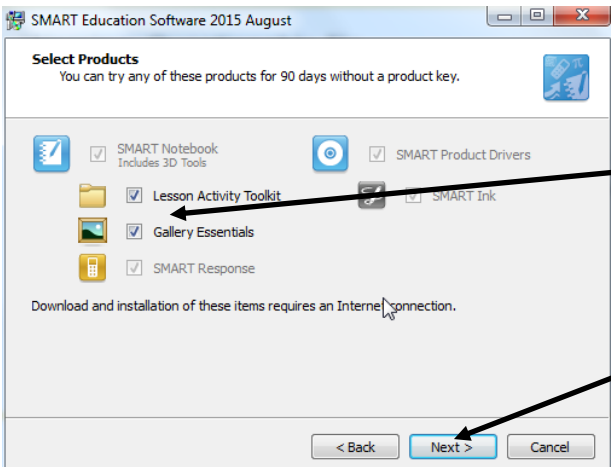 SMART Education Software 2015 August
Select Products
You can try any of these products for 90 days without a product key.
SMART Notebook
Includes 3D Tools
SMART Product Drivers
Lesson Activity Toolkit
SMART Ink
Gallery Essentials
SMART Response
Download and installation of these items requires an Internet connection.
< Back
Next >
Cancel